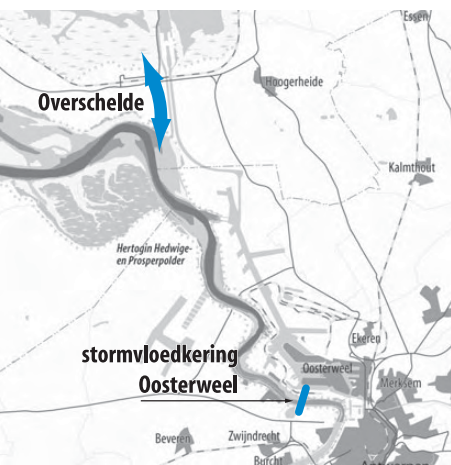 Essen
Overschelde
Hoogerheide
Kalmthout
Hertogin Hedwige-
en Prosperpolder
Ekeren
stormvloedkering
Oosterweel
Oosterweel
Merksem
Beveren
Zwijndrecht
Burcht